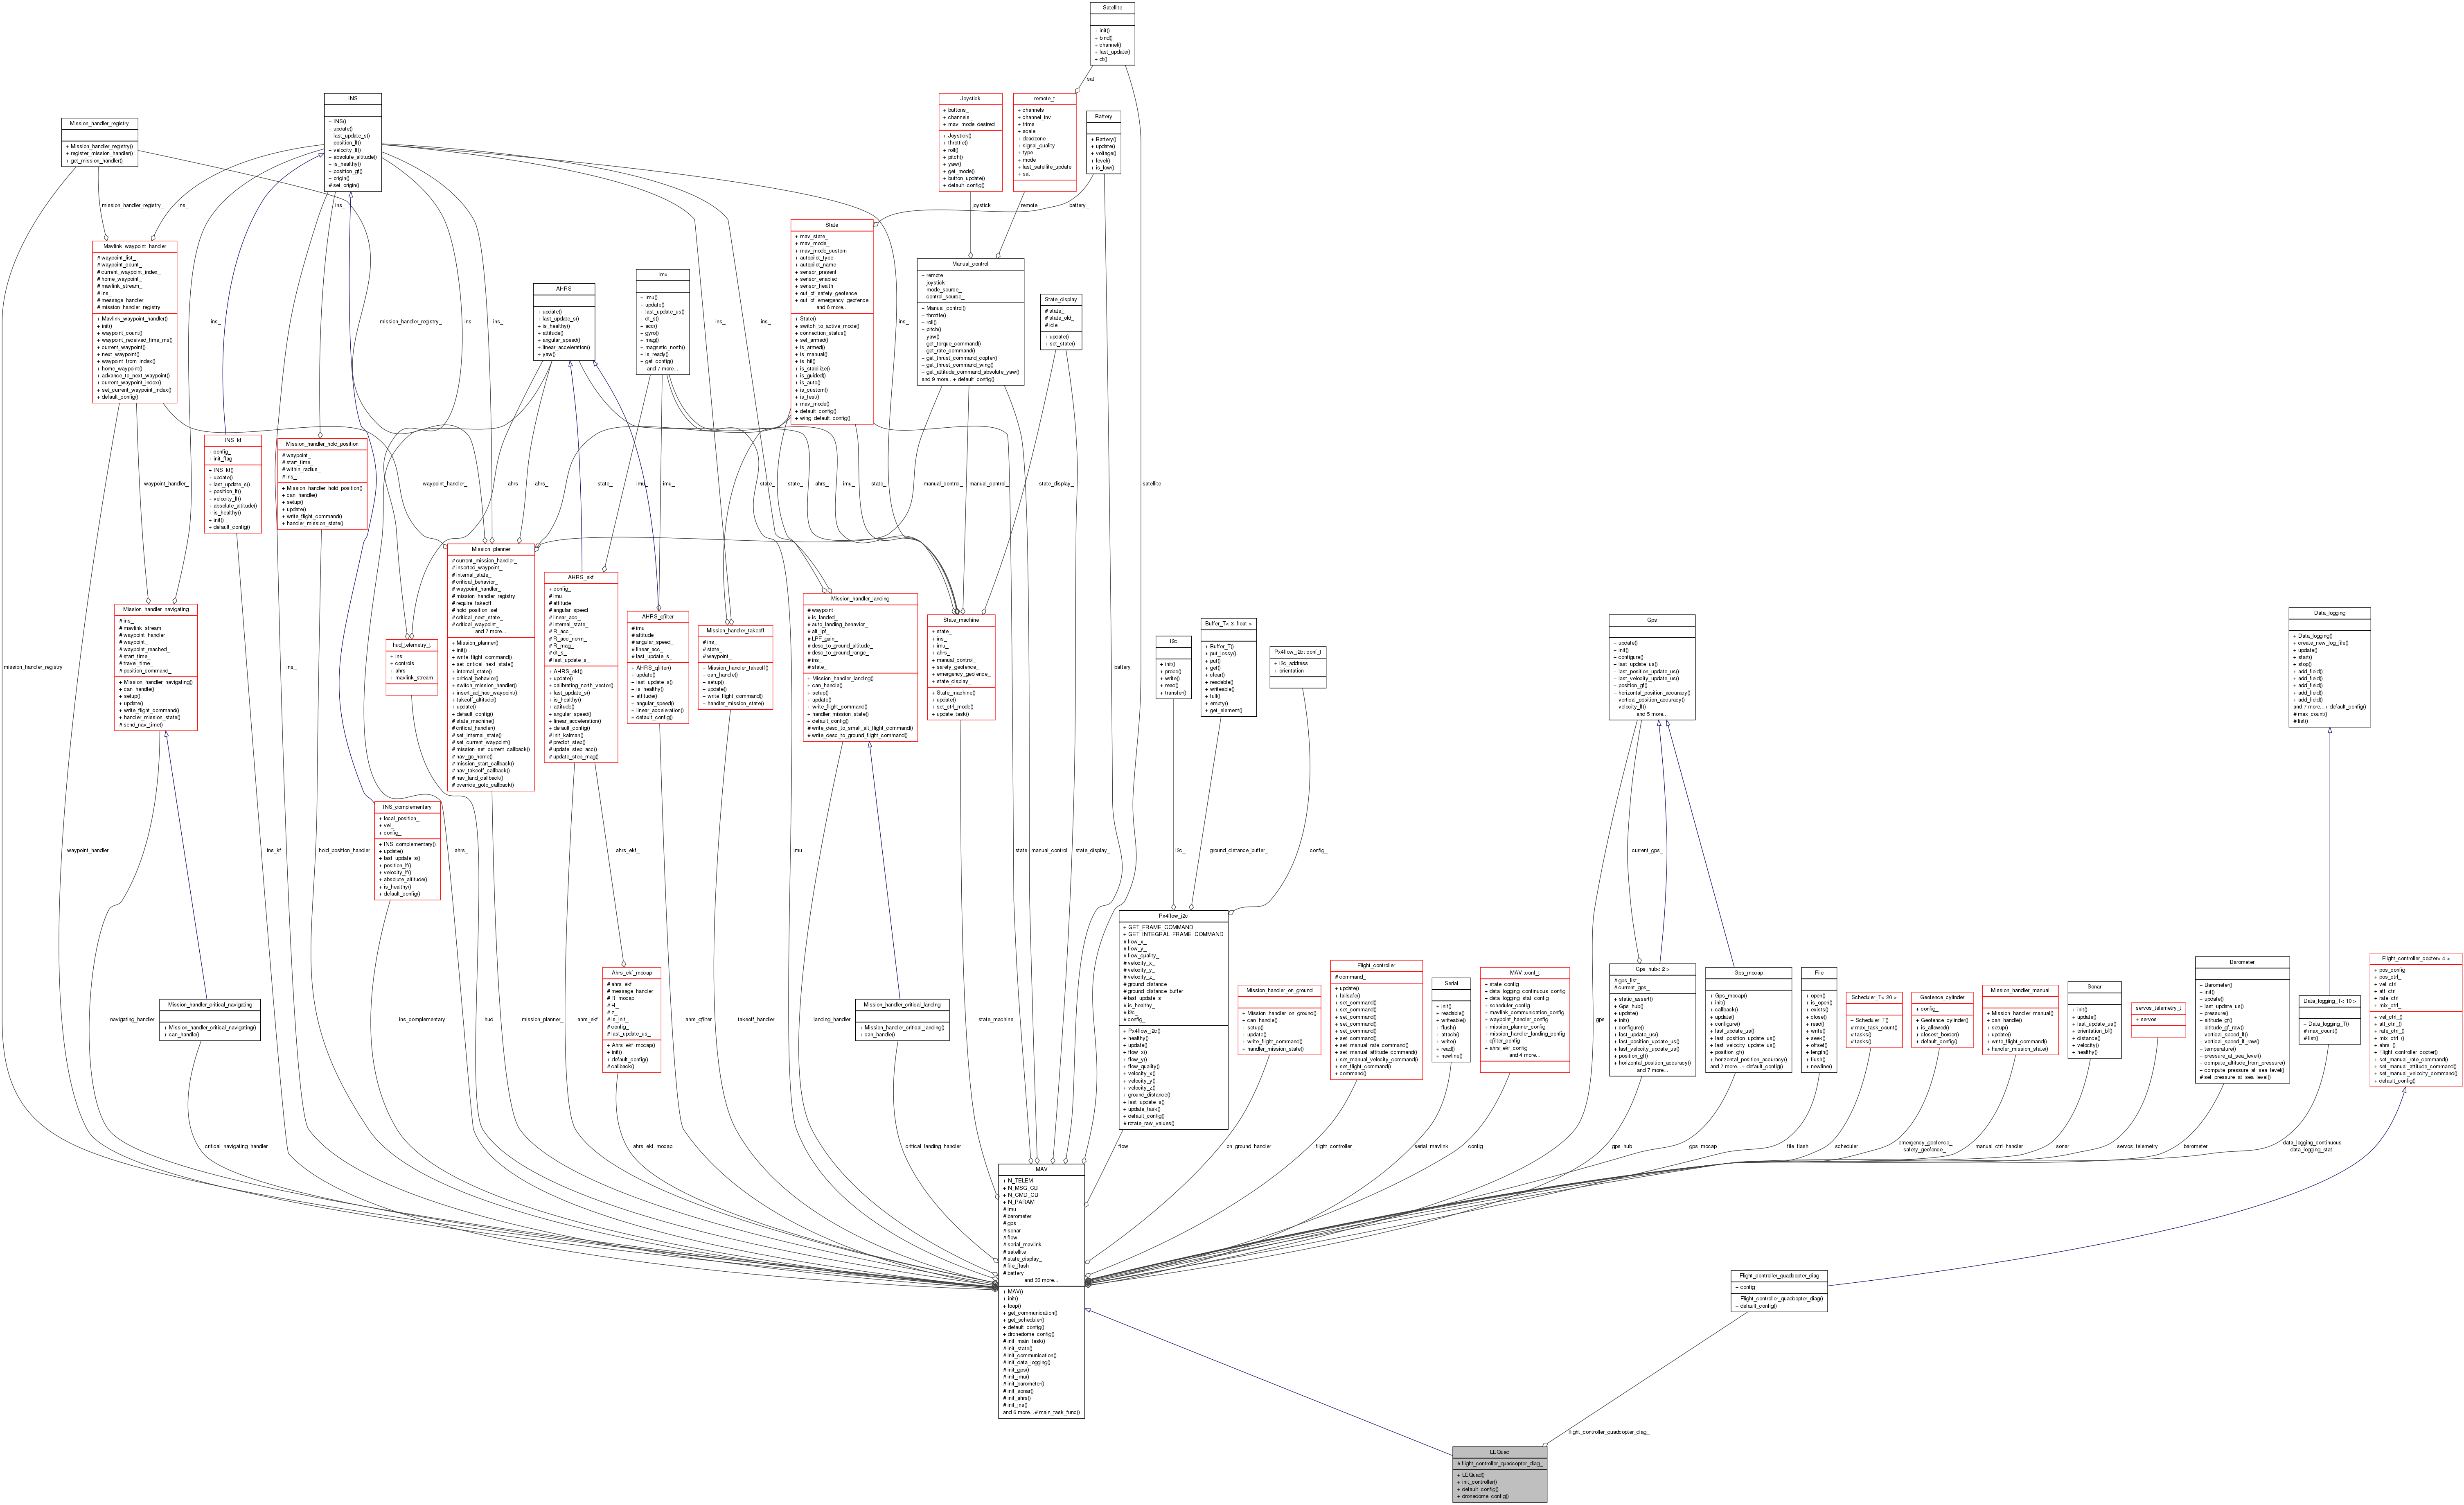 Satellite
+ init()
+ bind()
+ channel()
+ last_update()
+ dt()
sat
INS
+ INS()
+ update()
+ last_update_s()
+ position_lf()
+ velocity_lf()
+ absolute_altitude()
+ is_healthy()
+ position_gf()
+ origin()
# set_origin()
Joystick
+ buttons_
+ channels_
+ mav_mode_desired_
+ Joystick()
+ throttle()
+ roll()
+ pitch()
+ yaw()
+ get_mode()
+ button_update()
+ default_config()
remote_t
+ channels
+ channel_inv
+ trims
+ scale
+ deadzone
+ signal_quality
+ type
+ mode
+ last_satellite_update
+ sat
Battery
+ Battery()
+ update()
+ voltage()
+ level()
+ is_low()
Mission_handler_registry
+ Mission_handler_registry()
+ register_mission_handler()
+ get_mission_handler()
mission_handler_registry_
ins_
ins_
joystick
remote
battery_
Mavlink_waypoint_handler
# waypoint_list_
# waypoint_count_
# current_waypoint_index_
# home_waypoint_
# mavlink_stream_
# ins_
# message_handler_
# mission_handler_registry_
+ Mavlink_waypoint_handler()
+ init()
+ waypoint_count()
+ waypoint_received_time_ms()
+ current_waypoint()
+ next_waypoint()
+ waypoint_from_index()
+ home_waypoint()
+ advance_to_next_waypoint()
+ current_waypoint_index()
+ set_current_waypoint_index()
+ default_config()
State
+ mav_state_
+ mav_mode_
+ mav_mode_custom
+ autopilot_type
+ autopilot_name
+ sensor_present
+ sensor_enabled
+ sensor_health
+ out_of_safety_geofence
+ out_of_emergency_geofence
and 6 more...
+ State()
+ switch_to_active_mode()
+ connection_status()
+ set_armed()
+ is_armed()
+ is_manual()
+ is_hil()
+ is_stabilize()
+ is_guided()
+ is_auto()
+ is_custom()
+ is_test()
+ mav_mode()
+ default_config()
+ wing_default_config()
Imu
+ Imu()
+ update()
+ last_update_us()
+ dt_s()
+ acc()
+ gyro()
+ mag()
+ magnetic_north()
+ is_ready()
+ get_config()
and 7 more...
AHRS
+ update()
+ last_update_s()
+ is_healthy()
+ attitude()
+ angular_speed()
+ linear_acceleration()
+ yaw()
Manual_control
+ remote
+ joystick
+ mode_source_
+ control_source_
+ Manual_control()
+ throttle()
+ roll()
+ pitch()
+ yaw()
+ get_torque_command()
+ get_rate_command()
+ get_thrust_command_copter()
+ get_thrust_command_wing()
+ get_attitude_command_absolute_yaw()
and 9 more...+ default_config()
State_display
# state_
# state_old_
# idle_
+ update()
+ set_state()
ins_
mission_handler_registry_
ins
ins_
ins_
ins_
ins_
INS_kf
+ config_
+ init_flag
+ INS_kf()
+ update()
+ last_update_s()
+ position_lf()
+ velocity_lf()
+ absolute_altitude()
+ is_healthy()
+ init()
+ default_config()
Mission_handler_hold_position
# waypoint_
# start_time_
# within_radius_
# ins_
+ Mission_handler_hold_position()
+ can_handle()
+ setup()
+ update()
+ write_flight_command()
+ handler_mission_state()
waypoint_handler_
waypoint_handler_
ahrs
ahrs_
state_
imu_
imu_
state_
state_
ahrs_
imu_
state_
manual_control_
manual_control_
state_display_
satellite
Mission_planner
# current_mission_handler_
# inserted_waypoint_
# internal_state_
# critical_behavior_
# waypoint_handler_
# mission_handler_registry_
# require_takeoff_
# hold_position_set_
# critical_next_state_
# critical_waypoint_
and 7 more...
+ Mission_planner()
+ init()
+ write_flight_command()
+ set_critical_next_state()
+ internal_state()
+ critical_behavior()
+ switch_mission_handler()
+ insert_ad_hoc_waypoint()
+ takeoff_altitude()
+ update()
+ default_config()
# state_machine()
# critical_handler()
# set_internal_state()
# set_current_waypoint()
# mission_set_current_callback()
# nav_go_home()
# mission_start_callback()
# nav_takeoff_callback()
# nav_land_callback()
# override_goto_callback()
AHRS_ekf
+ config_
# imu_
# attitude_
# angular_speed_
# linear_acc_
# internal_state_
# R_acc_
# R_acc_norm_
# R_mag_
# dt_s_
# last_update_s_
+ AHRS_ekf()
+ update()
+ calibrating_north_vector()
+ last_update_s()
+ is_healthy()
+ attitude()
+ angular_speed()
+ linear_acceleration()
+ default_config()
# init_kalman()
# predict_step()
# update_step_acc()
# update_step_mag()
Mission_handler_navigating
# ins_
# mavlink_stream_
# waypoint_handler_
# waypoint_
# waypoint_reached_
# start_time_
# travel_time_
# position_command_
+ Mission_handler_navigating()
+ can_handle()
+ setup()
+ update()
+ write_flight_command()
+ handler_mission_state()
# send_nav_time()
hud_telemetry_t
+ ins
+ controls
+ ahrs
+ mavlink_stream
AHRS_qfilter
# imu_
# attitude_
# angular_speed_
# linear_acc_
# last_update_s_
+ AHRS_qfilter()
+ update()
+ last_update_s()
+ is_healthy()
+ attitude()
+ angular_speed()
+ linear_acceleration()
+ default_config()
Mission_handler_takeoff
# ins_
# state_
# waypoint_
+ Mission_handler_takeoff()
+ can_handle()
+ setup()
+ update()
+ write_flight_command()
+ handler_mission_state()
Mission_handler_landing
# waypoint_
# is_landed_
# auto_landing_behavior_
# alt_lpf_
# LPF_gain_
# desc_to_ground_altitude_
# desc_to_ground_range_
# ins_
# state_
+ Mission_handler_landing()
+ can_handle()
+ setup()
+ update()
+ write_flight_command()
+ handler_mission_state()
+ default_config()
# write_desc_to_small_alt_flight_command()
# write_desc_to_ground_flight_command()
State_machine
+ state_
+ ins_
+ imu_
+ ahrs_
+ manual_control_
+ safety_geofence_
+ emergency_geofence_
+ state_display_
+ State_machine()
+ update()
+ set_ctrl_mode()
+ update_task()
I2c
+ init()
+ probe()
+ write()
+ read()
+ transfer()
Buffer_T< 3, float >
+ Buffer_T()
+ put_lossy()
+ put()
+ get()
+ clear()
+ readable()
+ writeable()
+ full()
+ empty()
+ get_element()
Px4flow_i2c::conf_t
+ i2c_address
+ orientation
Gps
+ update()
+ init()
+ configure()
+ last_update_us()
+ last_position_update_us()
+ last_velocity_update_us()
+ position_gf()
+ horizontal_position_accuracy()
+ vertical_position_accuracy()
+ velocity_lf()
and 5 more...
Data_logging
+ Data_logging()
+ create_new_log_file()
+ update()
+ start()
+ stop()
+ add_field()
+ add_field()
+ add_field()
+ add_field()
+ add_field()
and 7 more...+ default_config()
# max_count()
# list()
mission_handler_registry
battery
INS_complementary
+ local_position_
+ vel_
+ config_
+ INS_complementary()
+ update()
+ last_update_s()
+ position_lf()
+ velocity_lf()
+ absolute_altitude()
+ is_healthy()
+ default_config()
waypoint_handler
ins_kf
ins_
hold_position_handler
ahrs_
ahrs_ekf_
imu
state
manual_control
state_display_
i2c_
ground_distance_buffer_
config_
current_gps_
Px4flow_i2c
+ GET_FRAME_COMMAND
+ GET_INTEGRAL_FRAME_COMMAND
# flow_x_
# flow_y_
# flow_quality_
# velocity_x_
# velocity_y_
# velocity_z_
# ground_distance_
# ground_distance_buffer_
# last_update_s_
# is_healthy_
# i2c_
# config_
+ Px4flow_i2c()
+ healthy()
+ update()
+ flow_x()
+ flow_y()
+ flow_quality()
+ velocity_x()
+ velocity_y()
+ velocity_z()
+ ground_distance()
+ last_update_s()
+ update_task()
+ default_config()
# rotate_raw_values()
Mission_handler_critical_navigating
+ Mission_handler_critical_navigating()
+ can_handle()
Ahrs_ekf_mocap
# ahrs_ekf_
# message_handler_
# R_mocap_
# H_
# z_
# is_init_
# config_
# last_update_us_
+ Ahrs_ekf_mocap()
+ init()
+ default_config()
# callback()
Mission_handler_critical_landing
+ Mission_handler_critical_landing()
+ can_handle()
Mission_handler_on_ground
+ Mission_handler_on_ground()
+ can_handle()
+ setup()
+ update()
+ write_flight_command()
+ handler_mission_state()
Flight_controller
# command_
+ update()
+ failsafe()
+ set_command()
+ set_command()
+ set_command()
+ set_command()
+ set_command()
+ set_command()
+ set_manual_rate_command()
+ set_manual_attitude_command()
+ set_manual_velocity_command()
+ set_flight_command()
+ command()
Serial
+ init()
+ readable()
+ writeable()
+ flush()
+ attach()
+ write()
+ read()
+ newline()
MAV::conf_t
+ state_config
+ data_logging_continuous_config
+ data_logging_stat_config
+ scheduler_config
+ mavlink_communication_config
+ waypoint_handler_config
+ mission_planner_config
+ mission_handler_landing_config
+ qfilter_config
+ ahrs_ekf_config
and 4 more...
Gps_hub< 2 >
# gps_list_
# current_gps_
+ static_assert()
+ Gps_hub()
+ update()
+ init()
+ configure()
+ last_update_us()
+ last_position_update_us()
+ last_velocity_update_us()
+ position_gf()
+ horizontal_position_accuracy()
and 7 more...
Gps_mocap
+ Gps_mocap()
+ init()
+ callback()
+ update()
+ configure()
+ last_update_us()
+ last_position_update_us()
+ last_velocity_update_us()
+ position_gf()
+ horizontal_position_accuracy()
and 7 more...+ default_config()
File
+ open()
+ is_open()
+ exists()
+ close()
+ read()
+ write()
+ seek()
+ offset()
+ length()
+ flush()
+ newline()
Scheduler_T< 20 >
+ Scheduler_T()
# max_task_count()
# tasks()
# tasks()
Geofence_cylinder
+ config_
+ Geofence_cylinder()
+ is_allowed()
+ closest_border()
+ default_config()
Mission_handler_manual
+ Mission_handler_manual()
+ can_handle()
+ setup()
+ update()
+ write_flight_command()
+ handler_mission_state()
Sonar
+ init()
+ update()
+ last_update_us()
+ orientation_bf()
+ distance()
+ velocity()
+ healthy()
servos_telemetry_t
+ servos
Barometer
+ Barometer()
+ init()
+ update()
+ last_update_us()
+ pressure()
+ altitude_gf()
+ altitude_gf_raw()
+ vertical_speed_lf()
+ vertical_speed_lf_raw()
+ temperature()
+ pressure_at_sea_level()
+ compute_altitude_from_pressure()
+ compute_pressure_at_sea_level()
# set_pressure_at_sea_level()
Data_logging_T< 10 >
+ Data_logging_T()
# max_count()
# list()
Flight_controller_copter< 4 >
+ pos_config
+ pos_ctrl_
+ vel_ctrl_
+ att_ctrl_
+ rate_ctrl_
+ mix_ctrl_
+ vel_ctrl_()
+ att_ctrl_()
+ rate_ctrl_()
+ mix_ctrl_()
+ ahrs_()
+ Flight_controller_copter()
+ set_manual_rate_command()
+ set_manual_attitude_command()
+ set_manual_velocity_command()
+ default_config()
navigating_handler
ins_complementary
hud
mission_planner_
ahrs_ekf
ahrs_qfilter
takeoff_handler
landing_handler
state_machine
gps
critical_navigating_handler
ahrs_ekf_mocap
critical_landing_handler
flow
on_ground_handler
flight_controller_
serial_mavlink
config_
gps_hub
gps_mocap
file_flash
scheduler
emergency_geofence_
safety_geofence_
manual_ctrl_handler
sonar
servos_telemetry
barometer
data_logging_continuous
data_logging_stat
MAV
+ N_TELEM
+ N_MSG_CB
+ N_CMD_CB
+ N_PARAM
# imu
# barometer
# gps
# sonar
# flow
# serial_mavlink
# satellite
# state_display_
# file_flash
# battery
and 33 more...
+ MAV()
+ init()
+ loop()
+ get_communication()
+ get_scheduler()
+ default_config()
+ dronedome_config()
# init_main_task()
# init_state()
# init_communication()
# init_data_logging()
# init_gps()
# init_imu()
# init_barometer()
# init_sonar()
# init_ahrs()
# init_ins()
and 6 more...# main_task_func()
Flight_controller_quadcopter_diag
+ config
+ Flight_controller_quadcopter_diag()
+ default_config()
flight_controller_quadcopter_diag_
LEQuad
# flight_controller_quadcopter_diag_
+ LEQuad()
+ init_controller()
+ default_config()
+ dronedome_config()